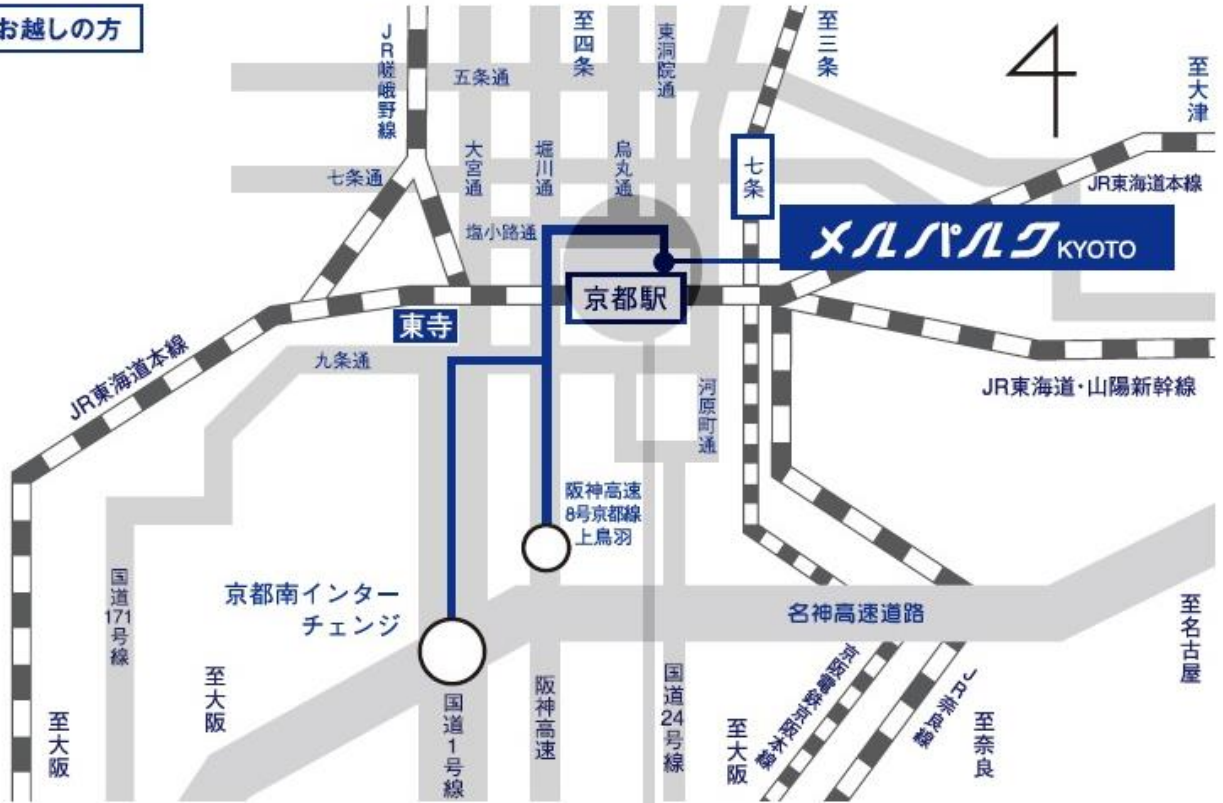 お越しの方
JR嵯峨野線
至四条
東洞院通
至三条
至大津
五条通
大宮通
堀川通
烏丸通
七条
七条通
JR東海道本線
塩小路通
メルパルクKYOTO
京都駅
東寺
九条通
JR東海道本線
河原町通
JR東海道・山陽新幹線
阪神高速
8号京都線
上鳥羽
国道171号線
京都南インター
チェンジ
名神高速道路
至名古屋
至大阪
至大阪
国道1号線
阪神高速
国道24号線
至大阪
京阪電鉄京阪本線
JR奈良線
至奈良